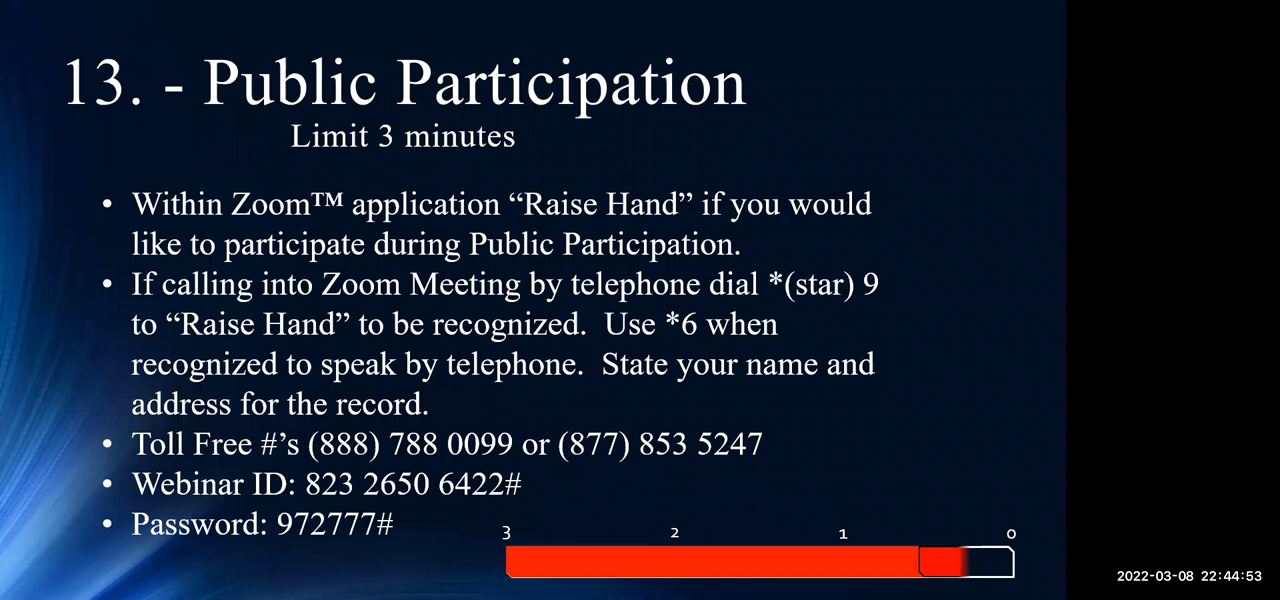 13. - Public Participation
Limit 3 minutes
• Within Zoom™ application “Raise Hand” if you would
like to participate during Public Participation.
• If calling into Zoom Meeting by telephone dial *(star) 9
to “Raise Hand” to be recognized.  Use *6 when
recognized to speak by telephone.  State your name and
address for the record.
• Toll Free #’s (888) 788 0099 or (877) 853 5247
• Webinar ID: 823 2650 6422#
• Password: 972777#
3 2 1 0
2022-03-08 22:44:53